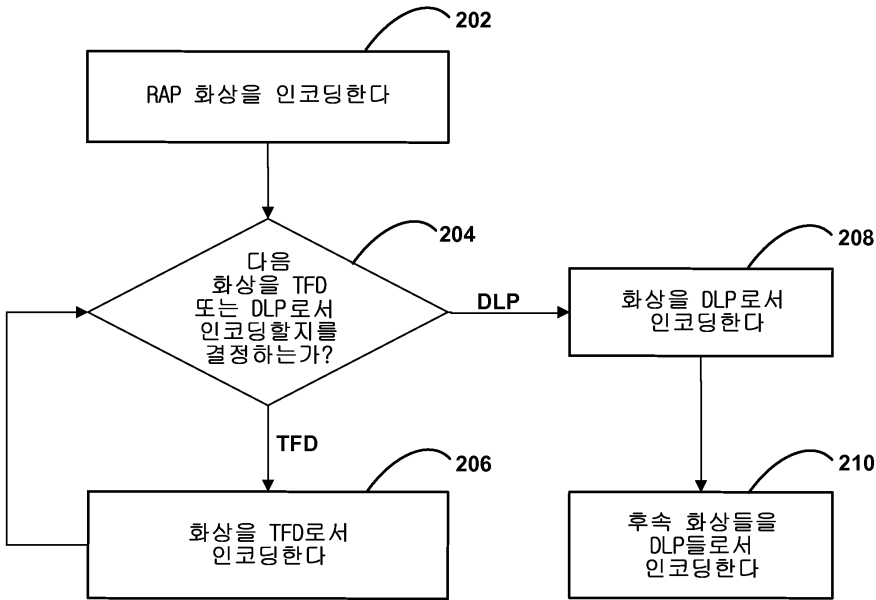 202
RAP 화상을 인코딩한다
204
다음
화상을 TFD
또는 DLP로서
인코딩할지를
결정하는가?
DLP
208
화상을 DLP로서
인코딩한다
TFD
206
화상을 TFD로서
인코딩한다
210
후속 화상들을
DLP들로서
인코딩한다